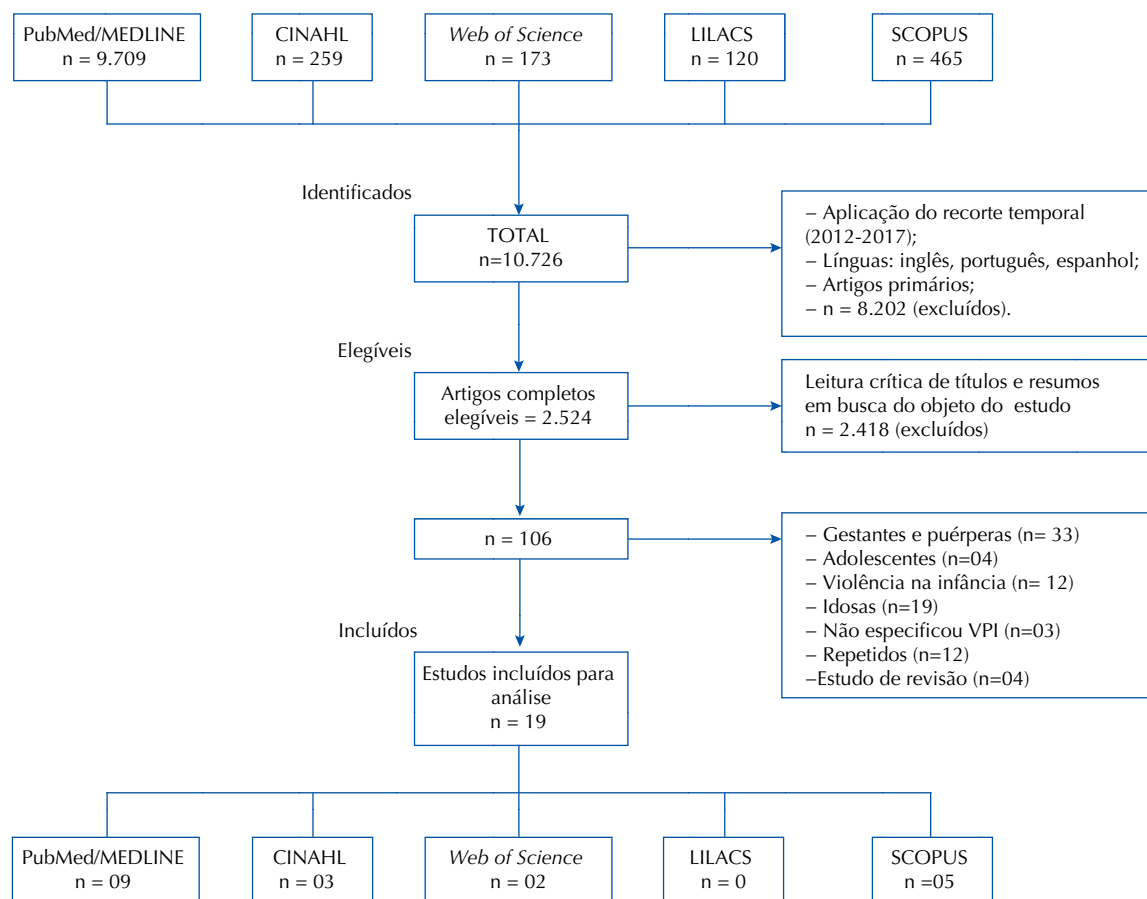 PubMed/MEDLINE
n = 9.709
CINAHL
n = 259
Web of Science
n = 173
LILACS
n = 120
SCOPUS
n = 465
Identificados
TOTAL
n=10.726
– Aplicação do recorte temporal
(2012-2017);
– Línguas: inglês, português, espanhol;
– Artigos primários;
– n = 8.202 (excluídos).
Elegíveis
Artigos completos
elegíveis = 2.524
Leitura crítica de títulos e resumos
em busca do objeto do estudo
n = 2.418 (excluídos)
n = 106
– Gestantes e puérperas (n= 33)
– Adolescentes (n=04)
– Violência na infância (n= 12)
– Idosas (n=19)
– Não especificou VPI (n=03)
– Repetidos (n=12)
–Estudo de revisão (n=04)
Incluídos
Estudos incluídos para
análise
n = 19
PubMed/MEDLINE
n = 09
CINAHL
n = 03
Web of Science
n = 02
LILACS
n = 0
SCOPUS
n =05